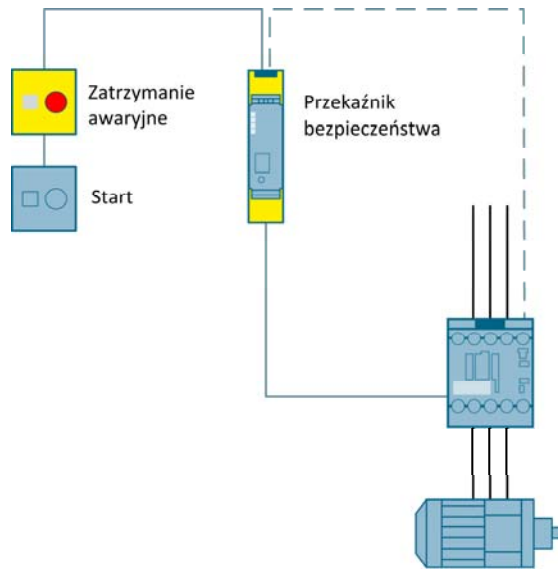 Zatrzymanie
awaryjne
Przekaźnik
bezpieczeństwa
Start